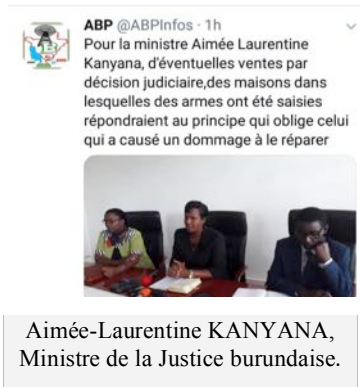 ABP @ABPInfos · 1h
Pour la ministre Aimée Laurentine
Kanyana, d'éventuelles ventes par
décision judiciaire,des maisons dans
lesquelles des armes ont été saisies
répondraient au principe qui oblige celui
qui a causé un dommage à le réparer
Aimée-Laurentine KANYANA,
Ministre de la Justice burundaise.